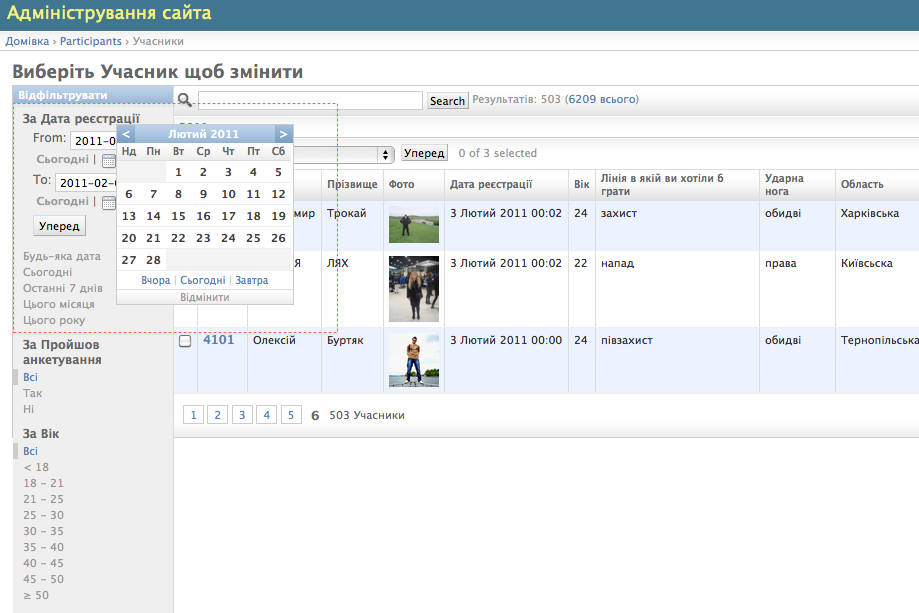 Адміністрування сайта
Домівка › Participants › Учасники
Виберіть Учасник щоб змінити
Відфільтрувати
За Дата реєстрації
From: 2011-0
Сьогодні |
To: 2011-02-0
Сьогодні |
Уперед
Будь-яка дата
Сьогодні
Останні 7 днів
Цього місяця
Цього року
За Пройшов
анкетування
Всі
Так
Ні
За Вік
Всі
< 18
18 – 21
21 – 25
25 – 30
30 – 35
35 – 40
40 – 45
45 – 50
≥ 50
< Лютий 2011 >
Нд Пн Вт Ср Чт Пт Сб
1 2 3 4 5
6 7 8 9 10 11 12
13 14 15 16 17 18 19
20 21 22 23 24 25 26
27 28
Вчора | Сьогодні | Завтра
Відмінити
Search Результатів: 503 (6209 всього)
Уперед 0 of 3 selected
Прізвище Фото Дата реєстрації Вік Лінія в якій ви хотіли б грати Ударна нога Область
мир Трокай 3 Лютий 2011 00:02 24 захист обидві Харківська
я ЛЯХ 3 Лютий 2011 00:02 22 напад права Київсьска
4101 Олексій Буртяк 3 Лютий 2011 00:00 24 півзахист обидві Тернопільська
1 2 3 4 5 6 503 Учасники